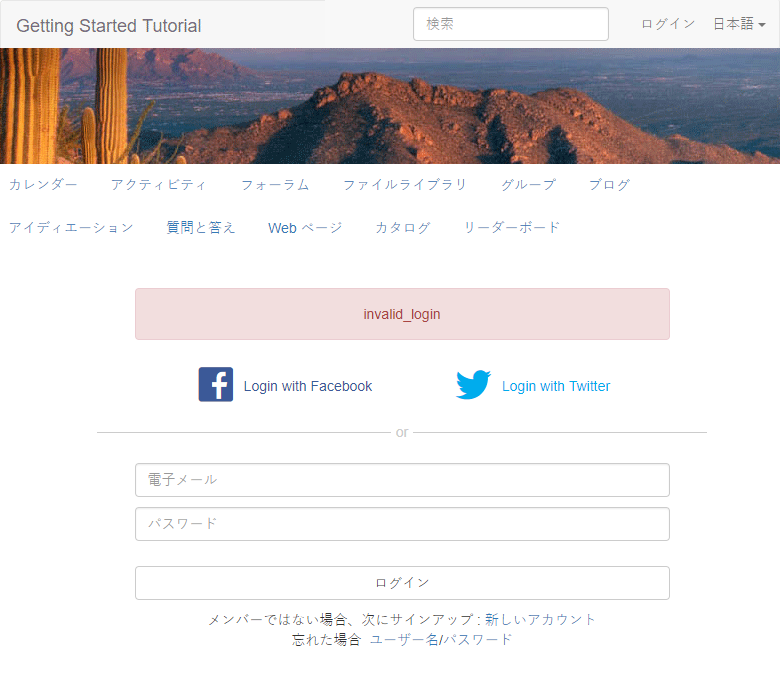 Getting Started Tutorial 検索 ログイン 日本語
カレンダー アクティビティ フォーラム ファイルライブラリ グループ ブログ
アイディエーション 質問と答え Web ページ カタログ リーダーボード
invalid_login
Login with Facebook Login with Twitter
or
電子メール
パスワード
ログイン
メンバーではない場合、次にサインアップ : 新しいアカウント
忘れた場合 ユーザー名/パスワード